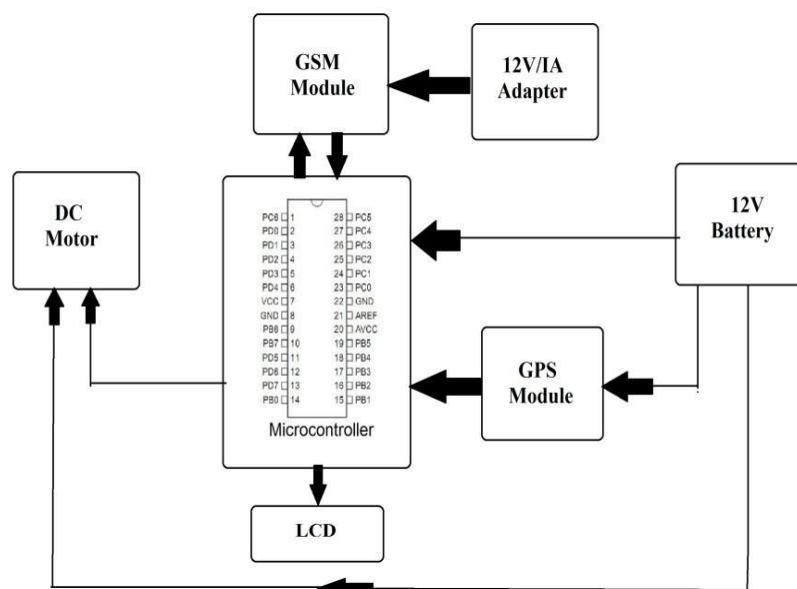 GSM
Module
12V/IA
Adapter
DC
Motor
12V
Battery
PC6 1 28 PC5
PD0 2 27 PC4
PD1 3 26 PC3
PD2 4 25 PC2
PD3 5 24 PC1
PD4 6 23 PC0
VCC 7 22 GND
GND 8 21 AREF
PB6 9 20 AVCC
PB7 10 19 PB5
PD5 11 18 PB4
PD6 12 17 PB3
PD7 13 16 PB2
PB0 14 15 PB1
Microcontroller
GPS
Module
LCD